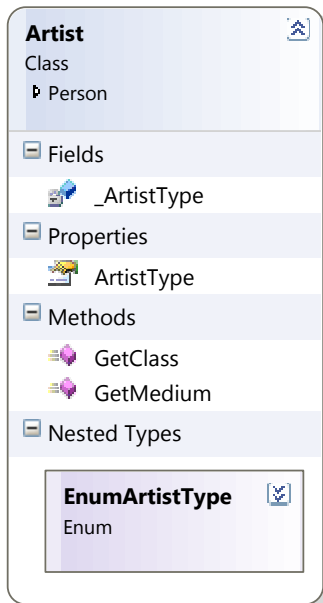 Artist
Class
Person
Fields
_ArtistType
Properties
ArtistType
Methods
GetClass
GetMedium
Nested Types
EnumArtistType
Enum